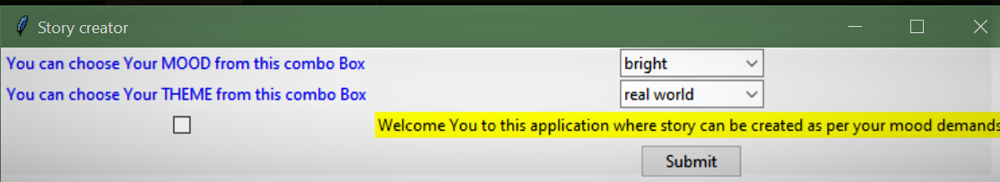 Story creator
You can choose Your MOOD from this combo Box
bright
You can choose Your THEME from this combo Box
real world
Welcome You to this application where story can be created as per your mood demands
Submit